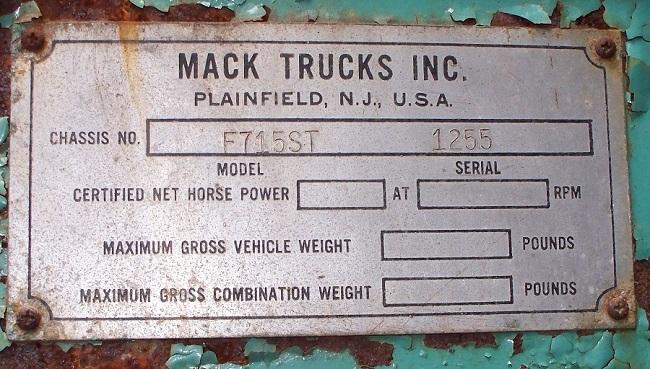 MACK TRUCKS INC.
PLAINFIELD, N.J., U.S.A.
CHASSIS NO. F715ST 1255
MODEL SERIAL
CERTIFIED NET HORSE POWER AT RPM
MAXIMUM GROSS VEHICLE WEIGHT POUNDS
MAXIMUM GROSS COMBINATION WEIGHT POUNDS